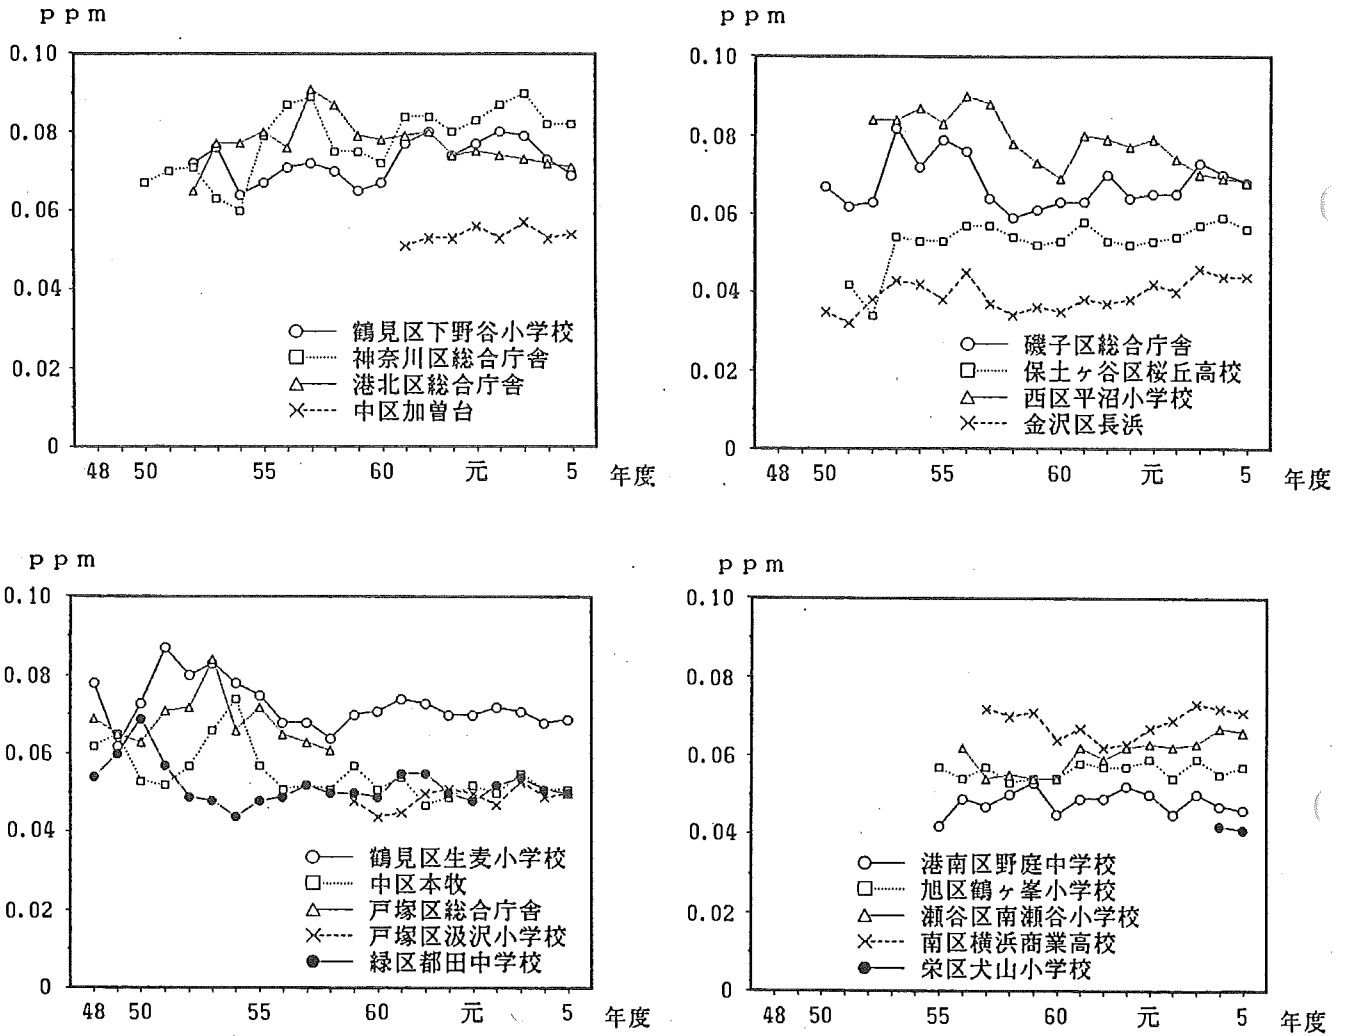 ppm
0.10
0.08
0.06
0.04
0.02
0
鶴見区下野谷小学校
神奈川区総合庁舎
港北区総合庁舎
中区加曽台
48 50 55 60 元 5 年度
ppm
0.10
0.08
0.06
0.04
0.02
0
磯子区総合庁舎
保土ヶ谷区桜丘高校
西区平沼小学校
金沢区長浜
48 50 55 60 元 5 年度
ppm
0.10
0.08
0.06
0.04
0.02
0
鶴見区生麦小学校
中区本牧
戸塚区総合庁舎
戸塚区汲沢小学校
緑区都田中学校
48 50 55 60 元 5 年度
ppm
0.10
0.08
0.06
0.04
0.02
0
港南区野庭中学校
旭区鶴ヶ峯小学校
瀬谷区南瀬谷小学校
南区横浜商業高校
栄区犬山小学校
48 50 55 60 元 5 年度